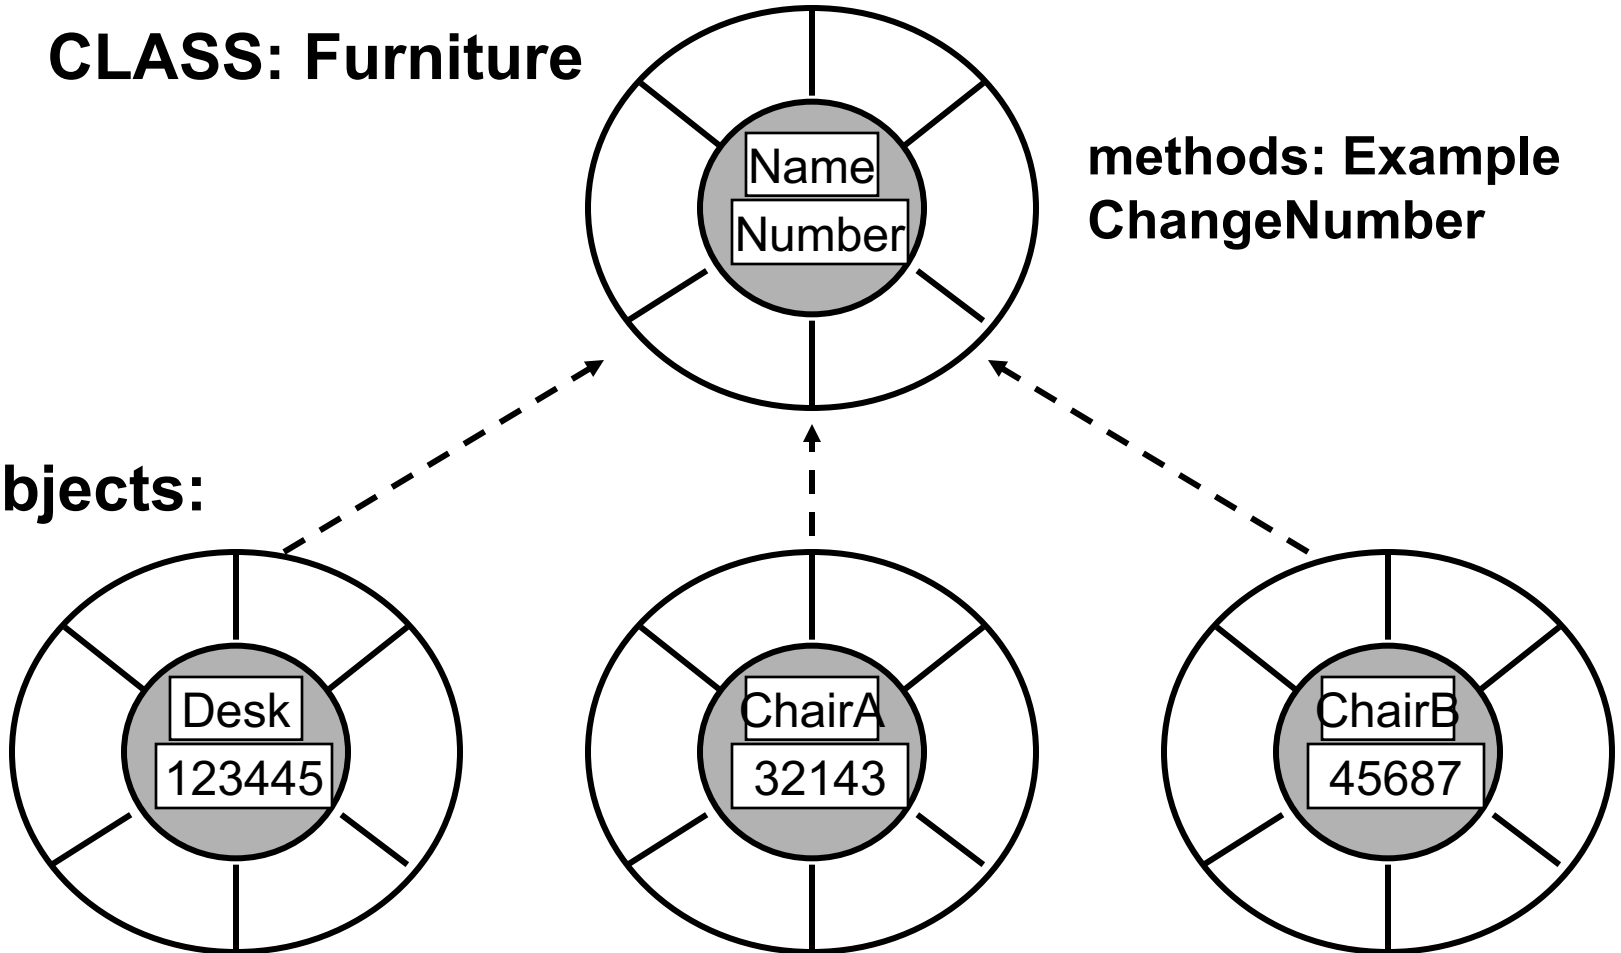 CLASS: Furniture
Name
Number
methods: Example
ChangeNumber
bjects:
Desk
123445
ChairA
32143
ChairB
45687